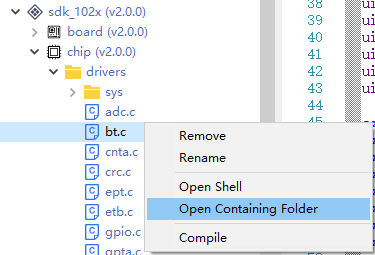 sdk_102x (v2.0.0)
board (v2.0.0)
chip (v2.0.0)
drivers
sys
adc.c
bt.c
cnta.c
crc.c
ept.c
etb.c
gpio.c
Remove
Rename
Open Shell
Open Containing Folder
Compile
38 ui
39 ui
40 ui
41 ui
42 ui
43 ui
44
45